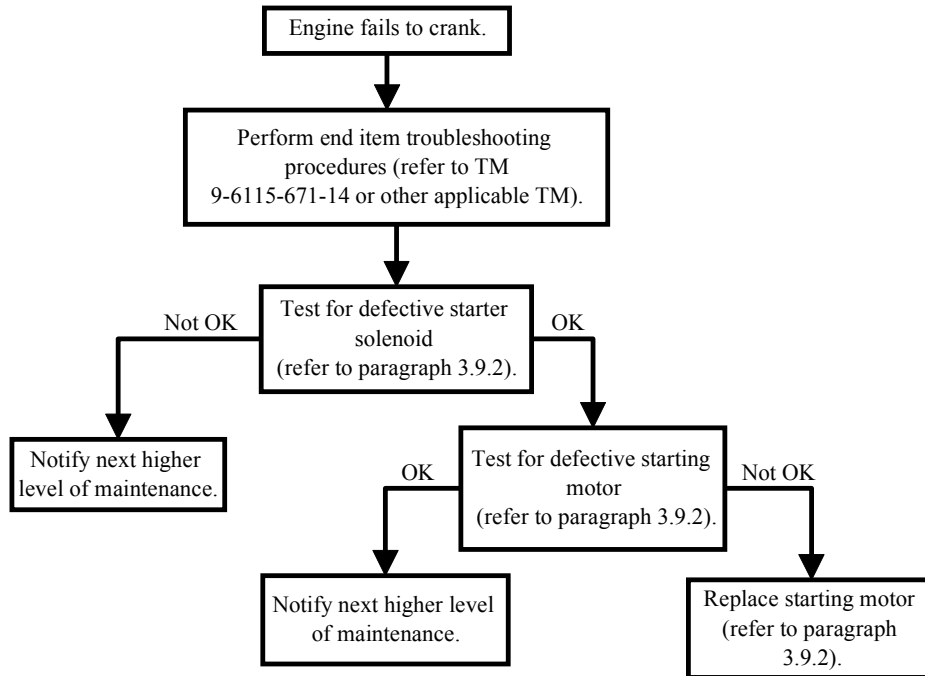 Engine fails to crank.
Perform end item troubleshooting
procedures (refer to TM
9-6115-671-14 or other applicable TM).
Test for defective starter
solenoid
(refer to paragraph 3.9.2).
Not OK
OK
Notify next higher
level of maintenance.
Test for defective starting
motor
(refer to paragraph 3.9.2).
OK
Not OK
Notify next higher level
of maintenance.
Replace starting motor
(refer to paragraph
3.9.2).